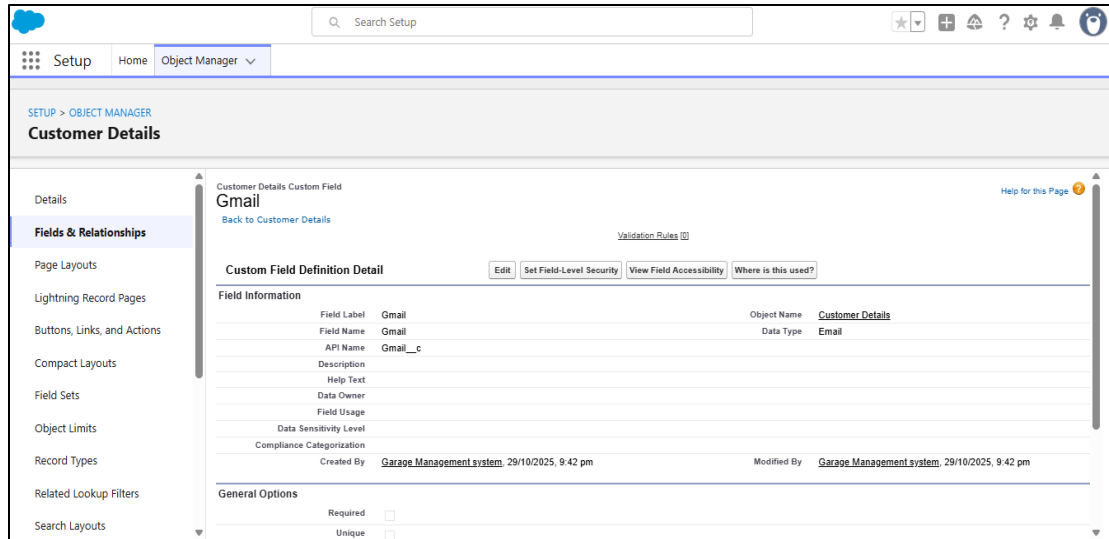 Search Setup
Setup Home Object Manager
SETUP > OBJECT MANAGER
Customer Details
Details
Fields & Relationships
Page Layouts
Lightning Record Pages
Buttons, Links, and Actions
Compact Layouts
Field Sets
Object Limits
Record Types
Related Lookup Filters
Search Layouts
Customer Details Custom Field
Gmail
Help for this Page ?
Back to Customer Details
Validation Rules [0]
Custom Field Definition Detail Edit Set Field-Level Security View Field Accessibility Where is this used?
Field Information
Field Label Gmail Object Name Customer Details
Field Name Gmail Data Type Email
API Name Gmail__c
Description
Help Text
Data Owner
Field Usage
Data Sensitivity Level
Compliance Categorization
Created By Garage Management system, 29/10/2025, 9:42 pm Modified By Garage Management system, 29/10/2025, 9:42 pm
General Options
Required
Unique